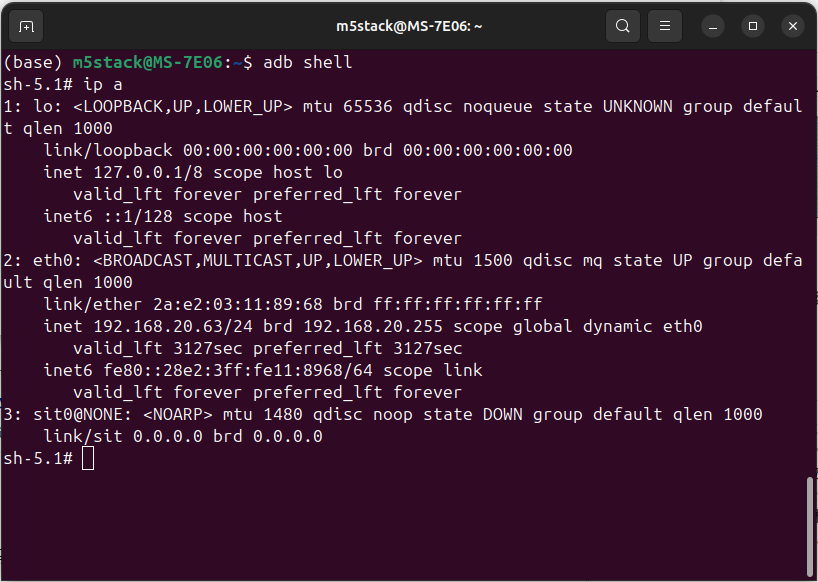 m5stack@MS-7E06: ~
(base) m5stack@MS-7E06:~$ adb shell
sh-5.1# ip a
1: lo: <LOOPBACK,UP,LOWER_UP> mtu 65536 qdisc noqueue state UNKNOWN group defaul
t qlen 1000
    link/loopback 00:00:00:00:00:00 brd 00:00:00:00:00:00
    inet 127.0.0.1/8 scope host lo
       valid_lft forever preferred_lft forever
    inet6 ::1/128 scope host
       valid_lft forever preferred_lft forever
2: eth0: <BROADCAST,MULTICAST,UP,LOWER_UP> mtu 1500 qdisc mq state UP group defa
ult qlen 1000
    link/ether 2a:e2:03:11:89:68 brd ff:ff:ff:ff:ff:ff
    inet 192.168.20.63/24 brd 192.168.20.255 scope global dynamic eth0
       valid_lft 3127sec preferred_lft 3127sec
    inet6 fe80::28e2:3ff:fe11:8968/64 scope link
       valid_lft forever preferred_lft forever
3: sit0@NONE: <NOARP> mtu 1480 qdisc noop state DOWN group default qlen 1000
    link/sit 0.0.0.0 brd 0.0.0.0
sh-5.1#